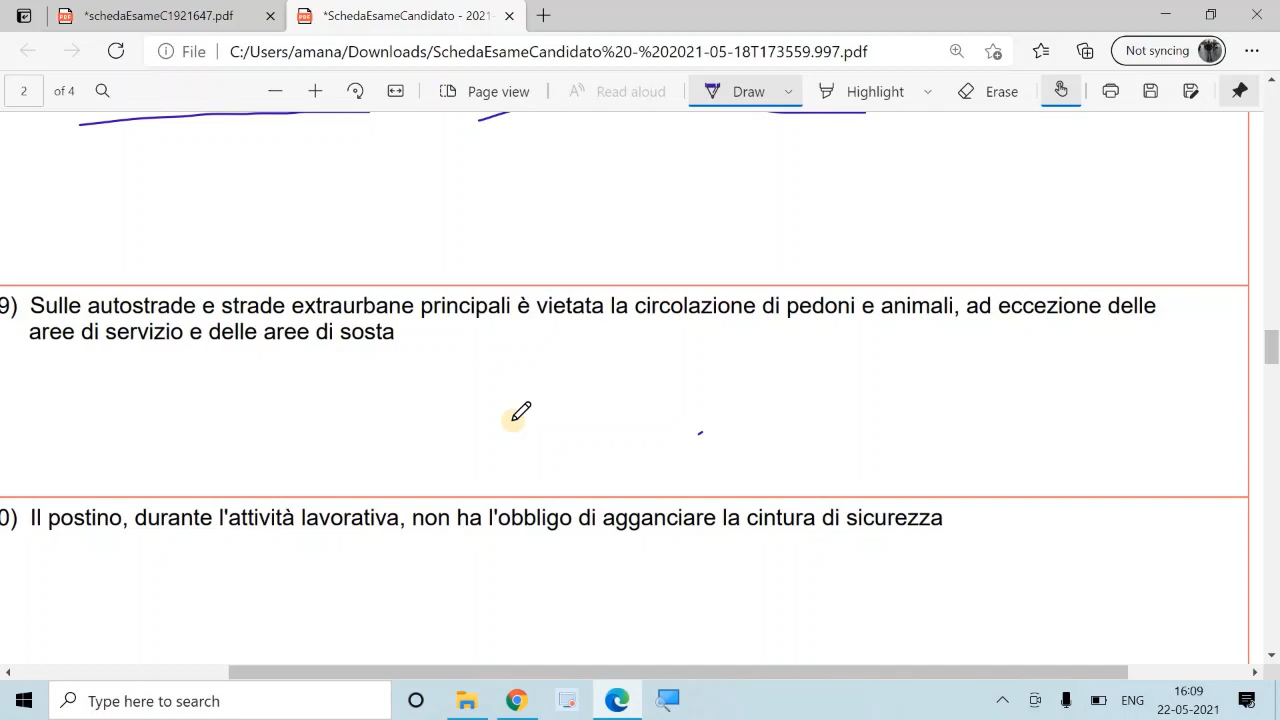 *schedaEsameC1921647.pdf
*SchedaEsameCandidato - 2021-
File C:/Users/amana/Downloads/SchedaEsameCandidato%20-%202021-05-18T173559.997.pdf
Not syncing
2 of 4
Page view
Read aloud
Draw
Highlight
Erase
9) Sulle autostrade e strade extraurbane principali è vietata la circolazione di pedoni e animali, ad eccezione delle
aree di servizio e delle aree di sosta
0) Il postino, durante l'attività lavorativa, non ha l'obbligo di agganciare la cintura di sicurezza
Type here to search
ENG
16:09
22-05-2021